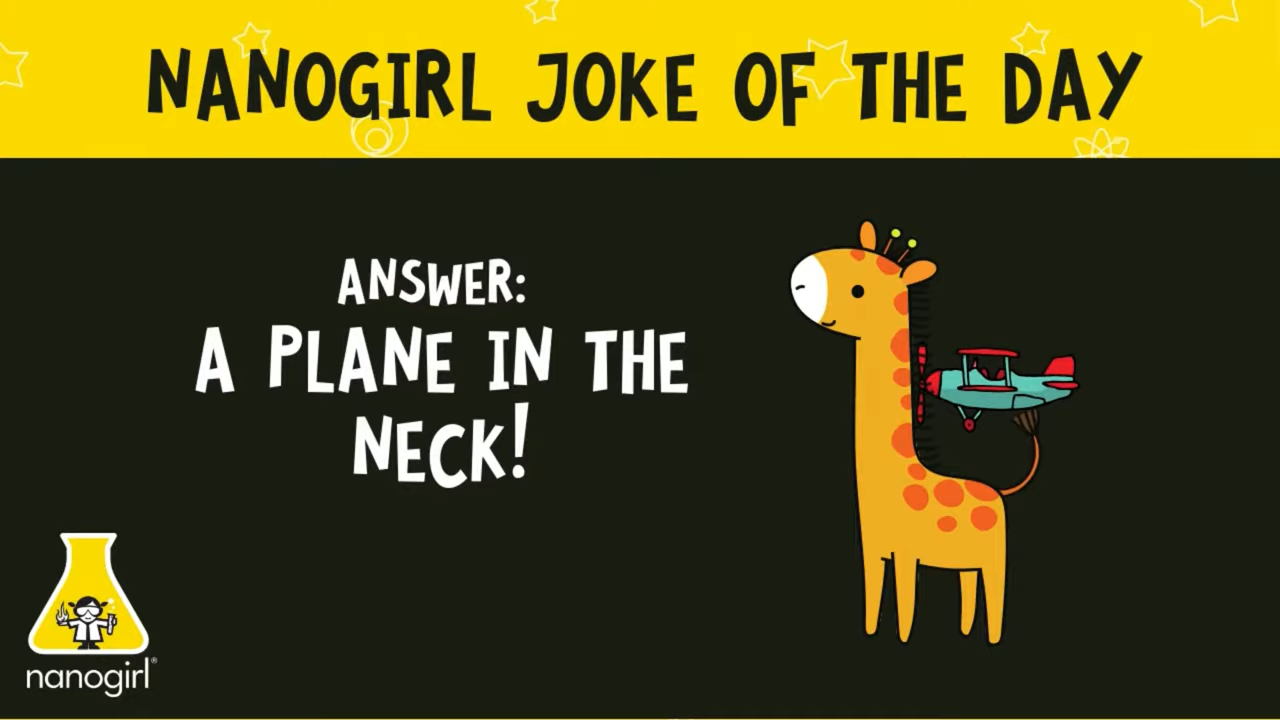 NANOGIRL JOKE OF THE DAY
ANSWER:
A PLANE IN THE
NECK!
nanogirl®